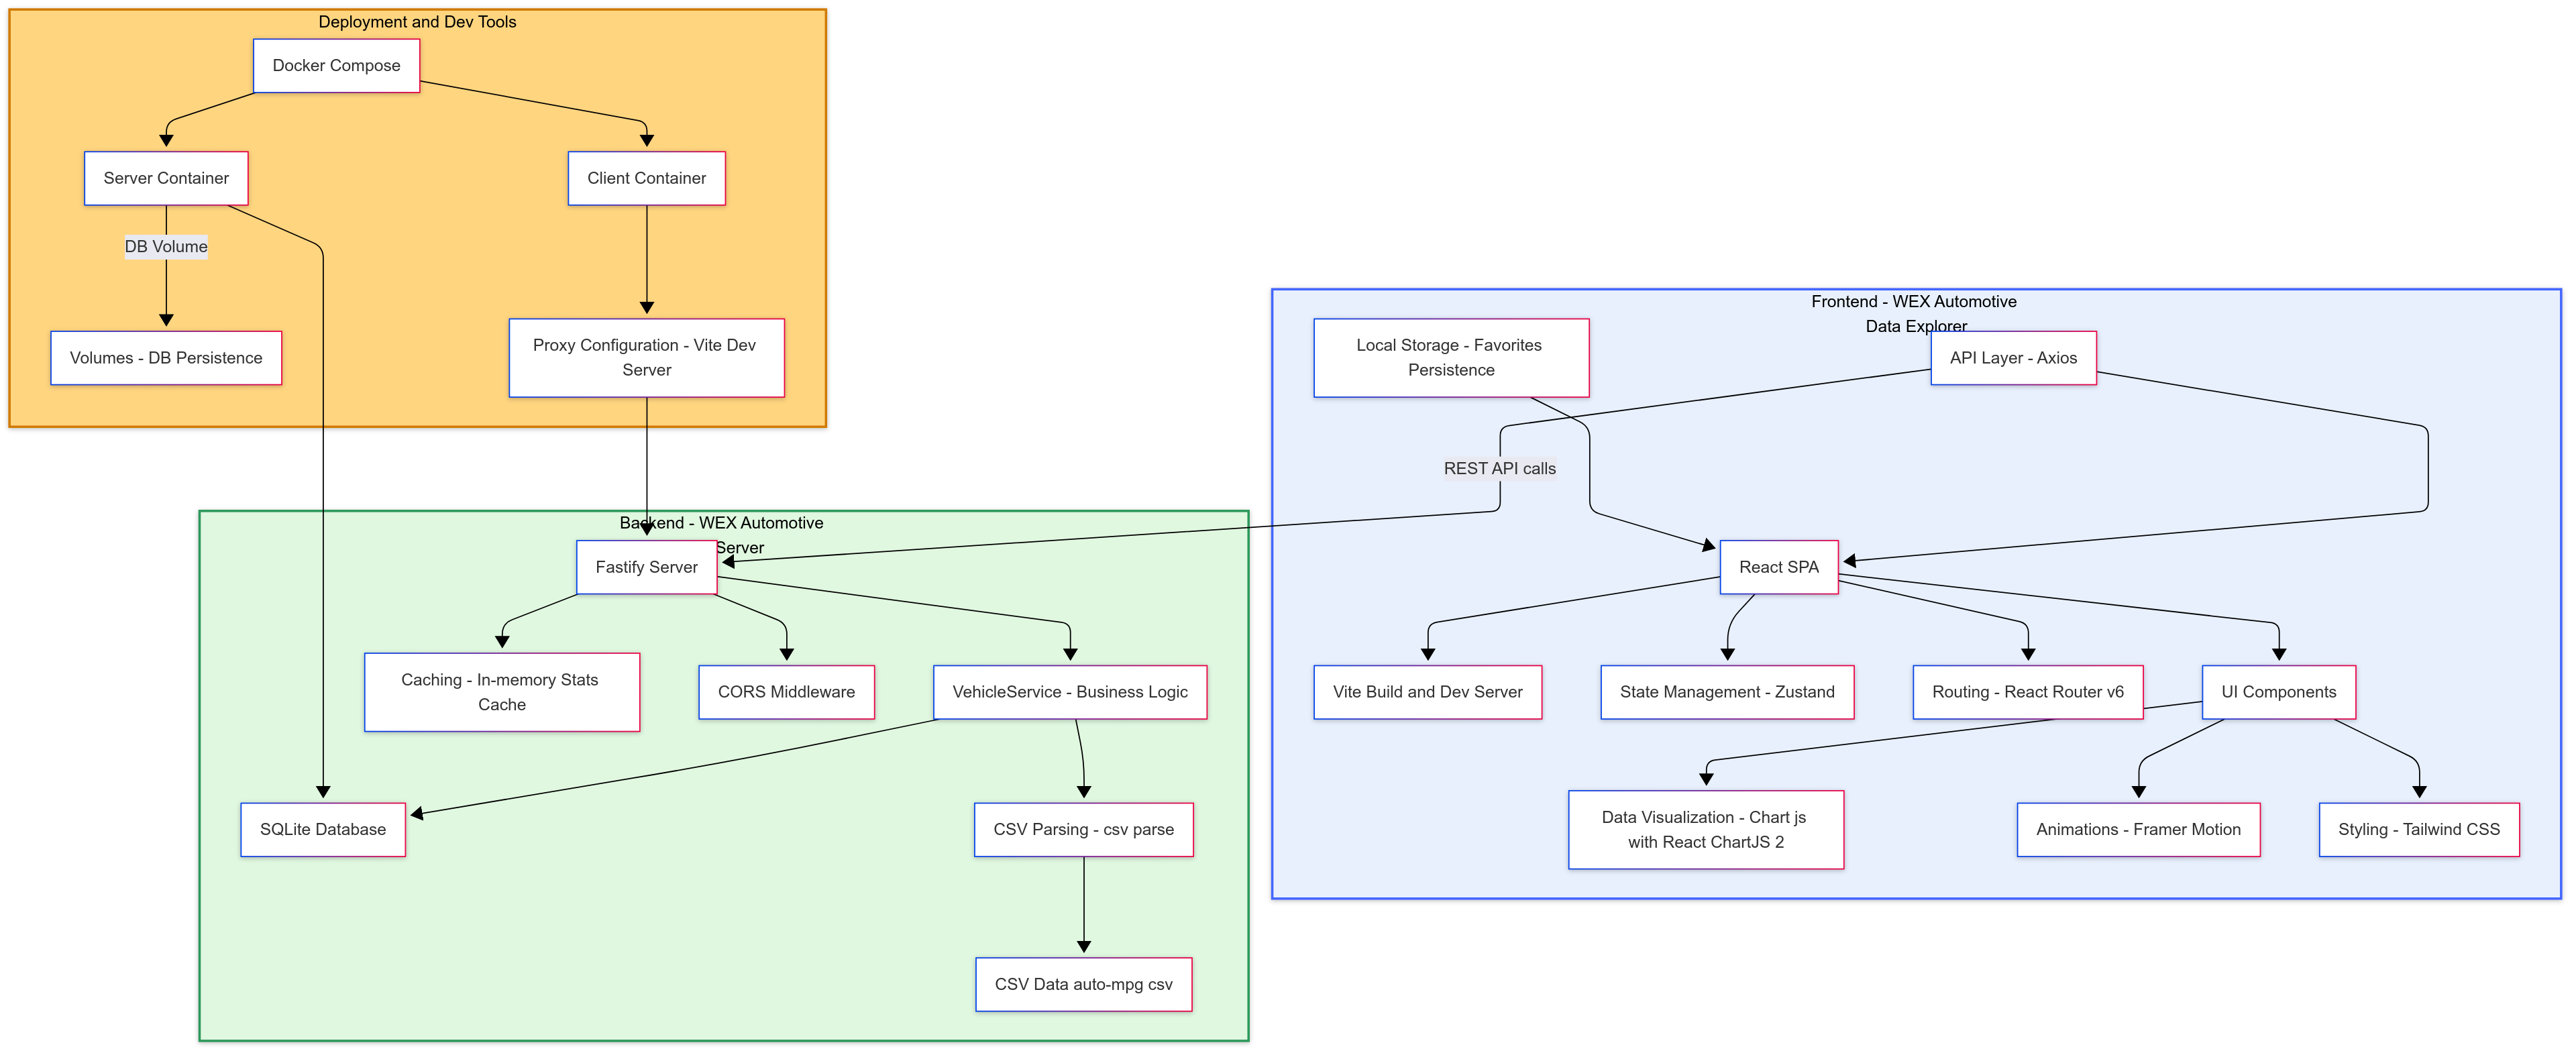 Deployment and Dev Tools
Docker Compose
Server Container
Client Container
DB Volume
Volumes - DB Persistence
Proxy Configuration - Vite Dev
Server
Frontend - WEX Automotive
Data Explorer
Local Storage - Favorites
Persistence
API Layer - Axios
REST API calls
Backend - WEX Automotive
Server
Fastify Server
React SPA
Caching - In-memory Stats
Cache
CORS Middleware
VehicleService - Business Logic
Vite Build and Dev Server
State Management - Zustand
Routing - React Router v6
UI Components
SQLite Database
CSV Parsing - csv parse
Data Visualization - Chart js
with React ChartJS 2
Animations - Framer Motion
Styling - Tailwind CSS
CSV Data auto-mpg csv